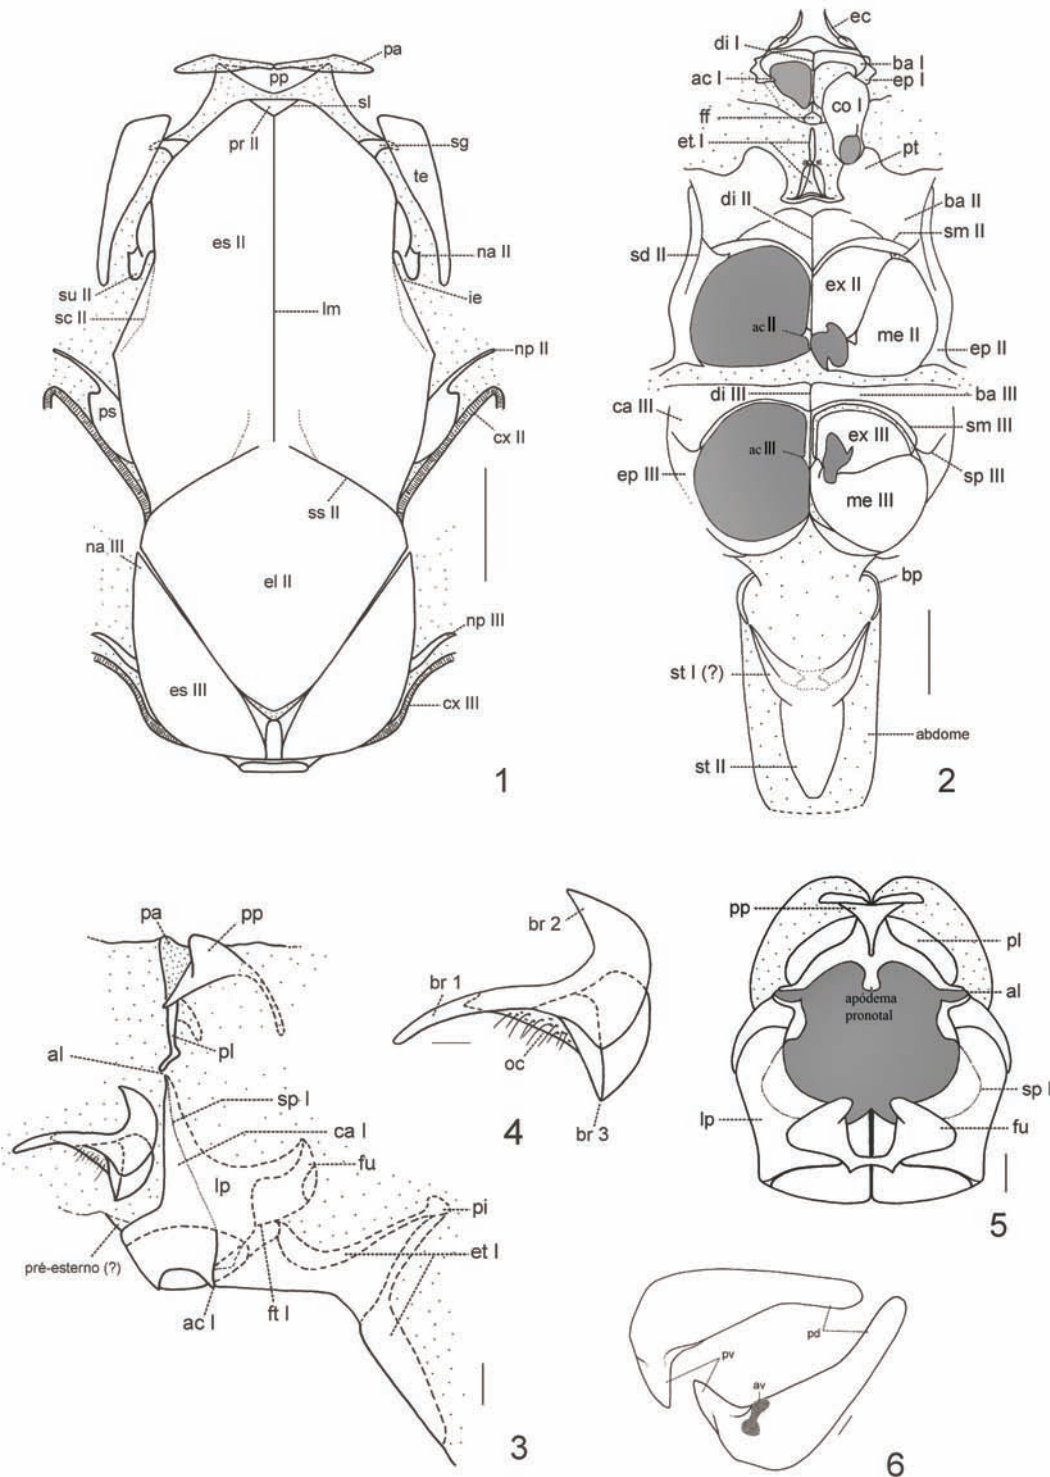 pa
pp
sl
pr II
sg
te
es II
na II
su II
ie
sc II
lm
np II
ps
cx II
ss II
na III
el II
np III
es III
cx III
1
ec
di I
ba I
ac I
ep I
co I
ff
et I
pt
di II
ba II
sm II
sd II
ex II
ac II
me II
ep II
di III
ba III
ca III
ex III
sm III
ac III
ep III
sp III
me III
bp
st I (?)
abdome
st II
2
pa
pp
al
pl
sp I
ca I
fu
lp
pi
et I
pré-esterno (?)
ft I
ac I
3
br 2
br 1
oc
4
br 3
pp
pl
al
apódema
pronotal
sp I
lp
fu
5
pd
pv
av
6